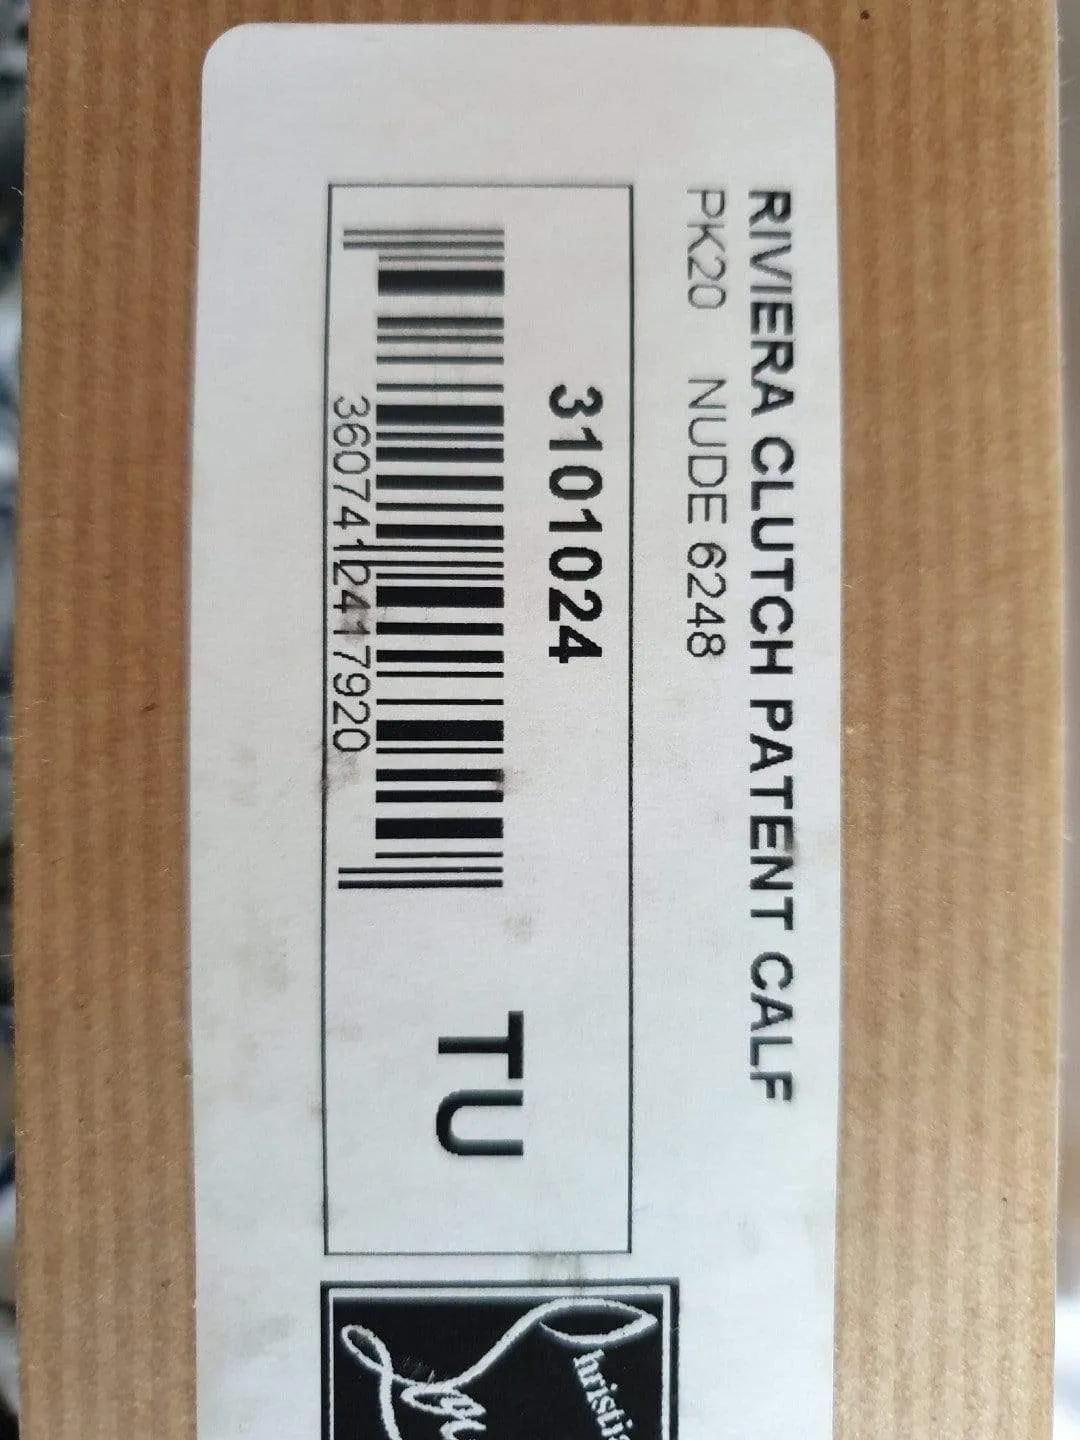 RIVIERA CLUTCH PATENT CALF
PK20 NUDE 6248
3101024
3607412417920
TU